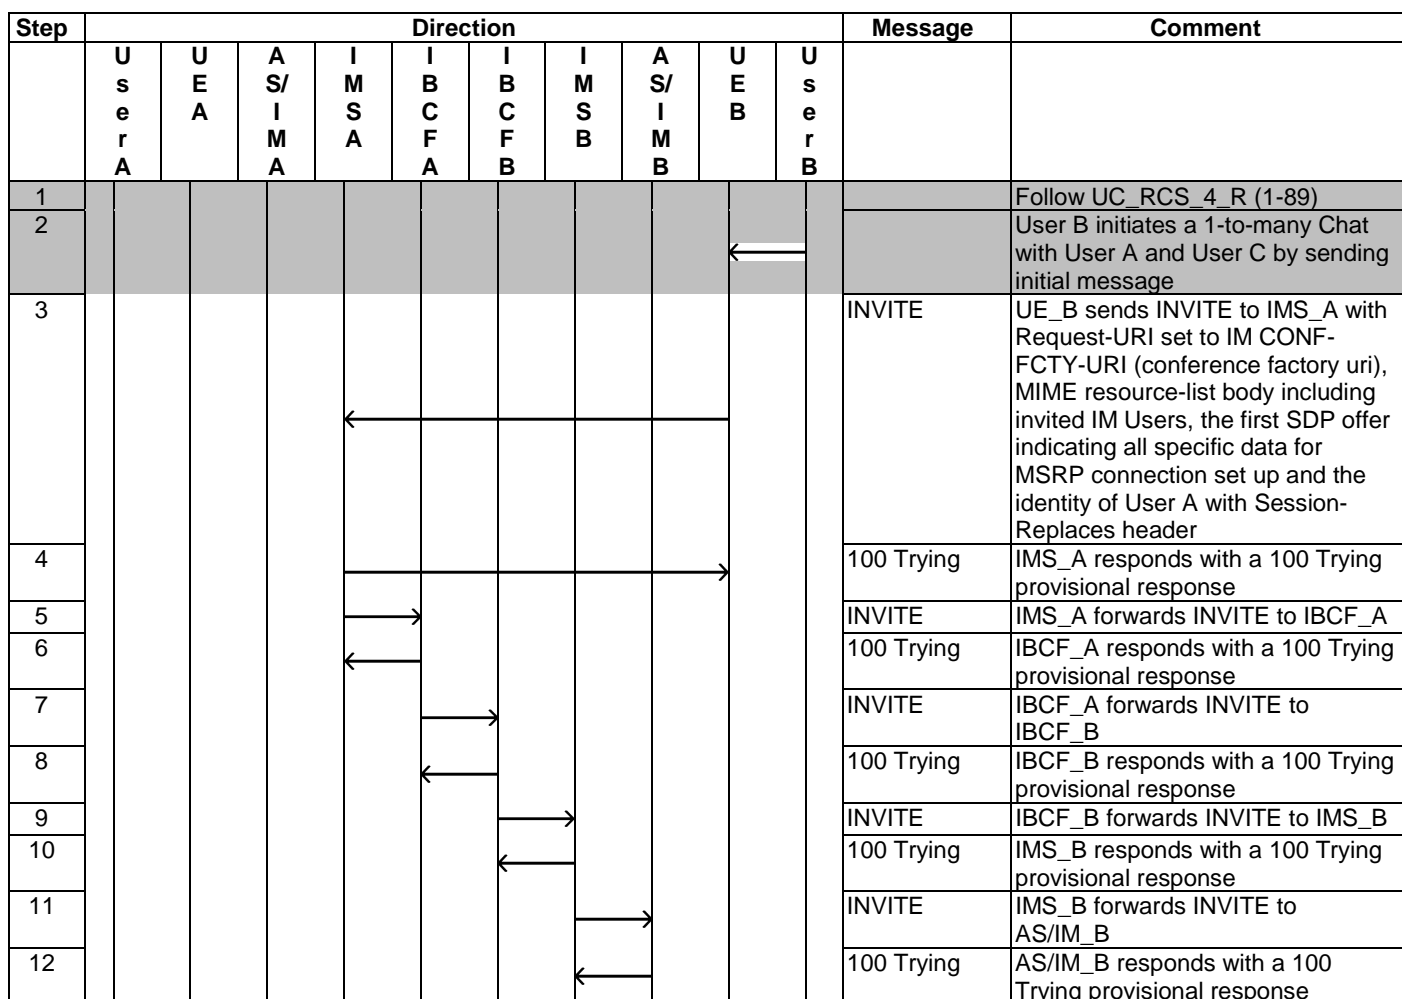 Step Direction Message Comment
U U A I I I I A U U
s E S/ M B B M S/ E s
e A I S C C S I B e
r M A F F B M r
A A A B B B
1 Follow UC_RCS_4_R (1-89)
2 User B initiates a 1-to-many Chat
with User A and User C by sending
initial message
3 INVITE UE_B sends INVITE to IMS_A with
Request-URI set to IM CONF-
FCTY-URI (conference factory uri),
MIME resource-list body including
invited IM Users, the first SDP offer
indicating all specific data for
MSRP connection set up and the
identity of User A with Session-
Replaces header
4 100 Trying IMS_A responds with a 100 Trying
provisional response
5 INVITE IMS_A forwards INVITE to IBCF_A
6 100 Trying IBCF_A responds with a 100 Trying
provisional response
7 INVITE IBCF_A forwards INVITE to
IBCF_B
8 100 Trying IBCF_B responds with a 100 Trying
provisional response
9 INVITE IBCF_B forwards INVITE to IMS_B
10 100 Trying IMS_B responds with a 100 Trying
provisional response
11 INVITE IMS_B forwards INVITE to
AS/IM_B
12 100 Trying AS/IM_B responds with a 100
Trying provisional response